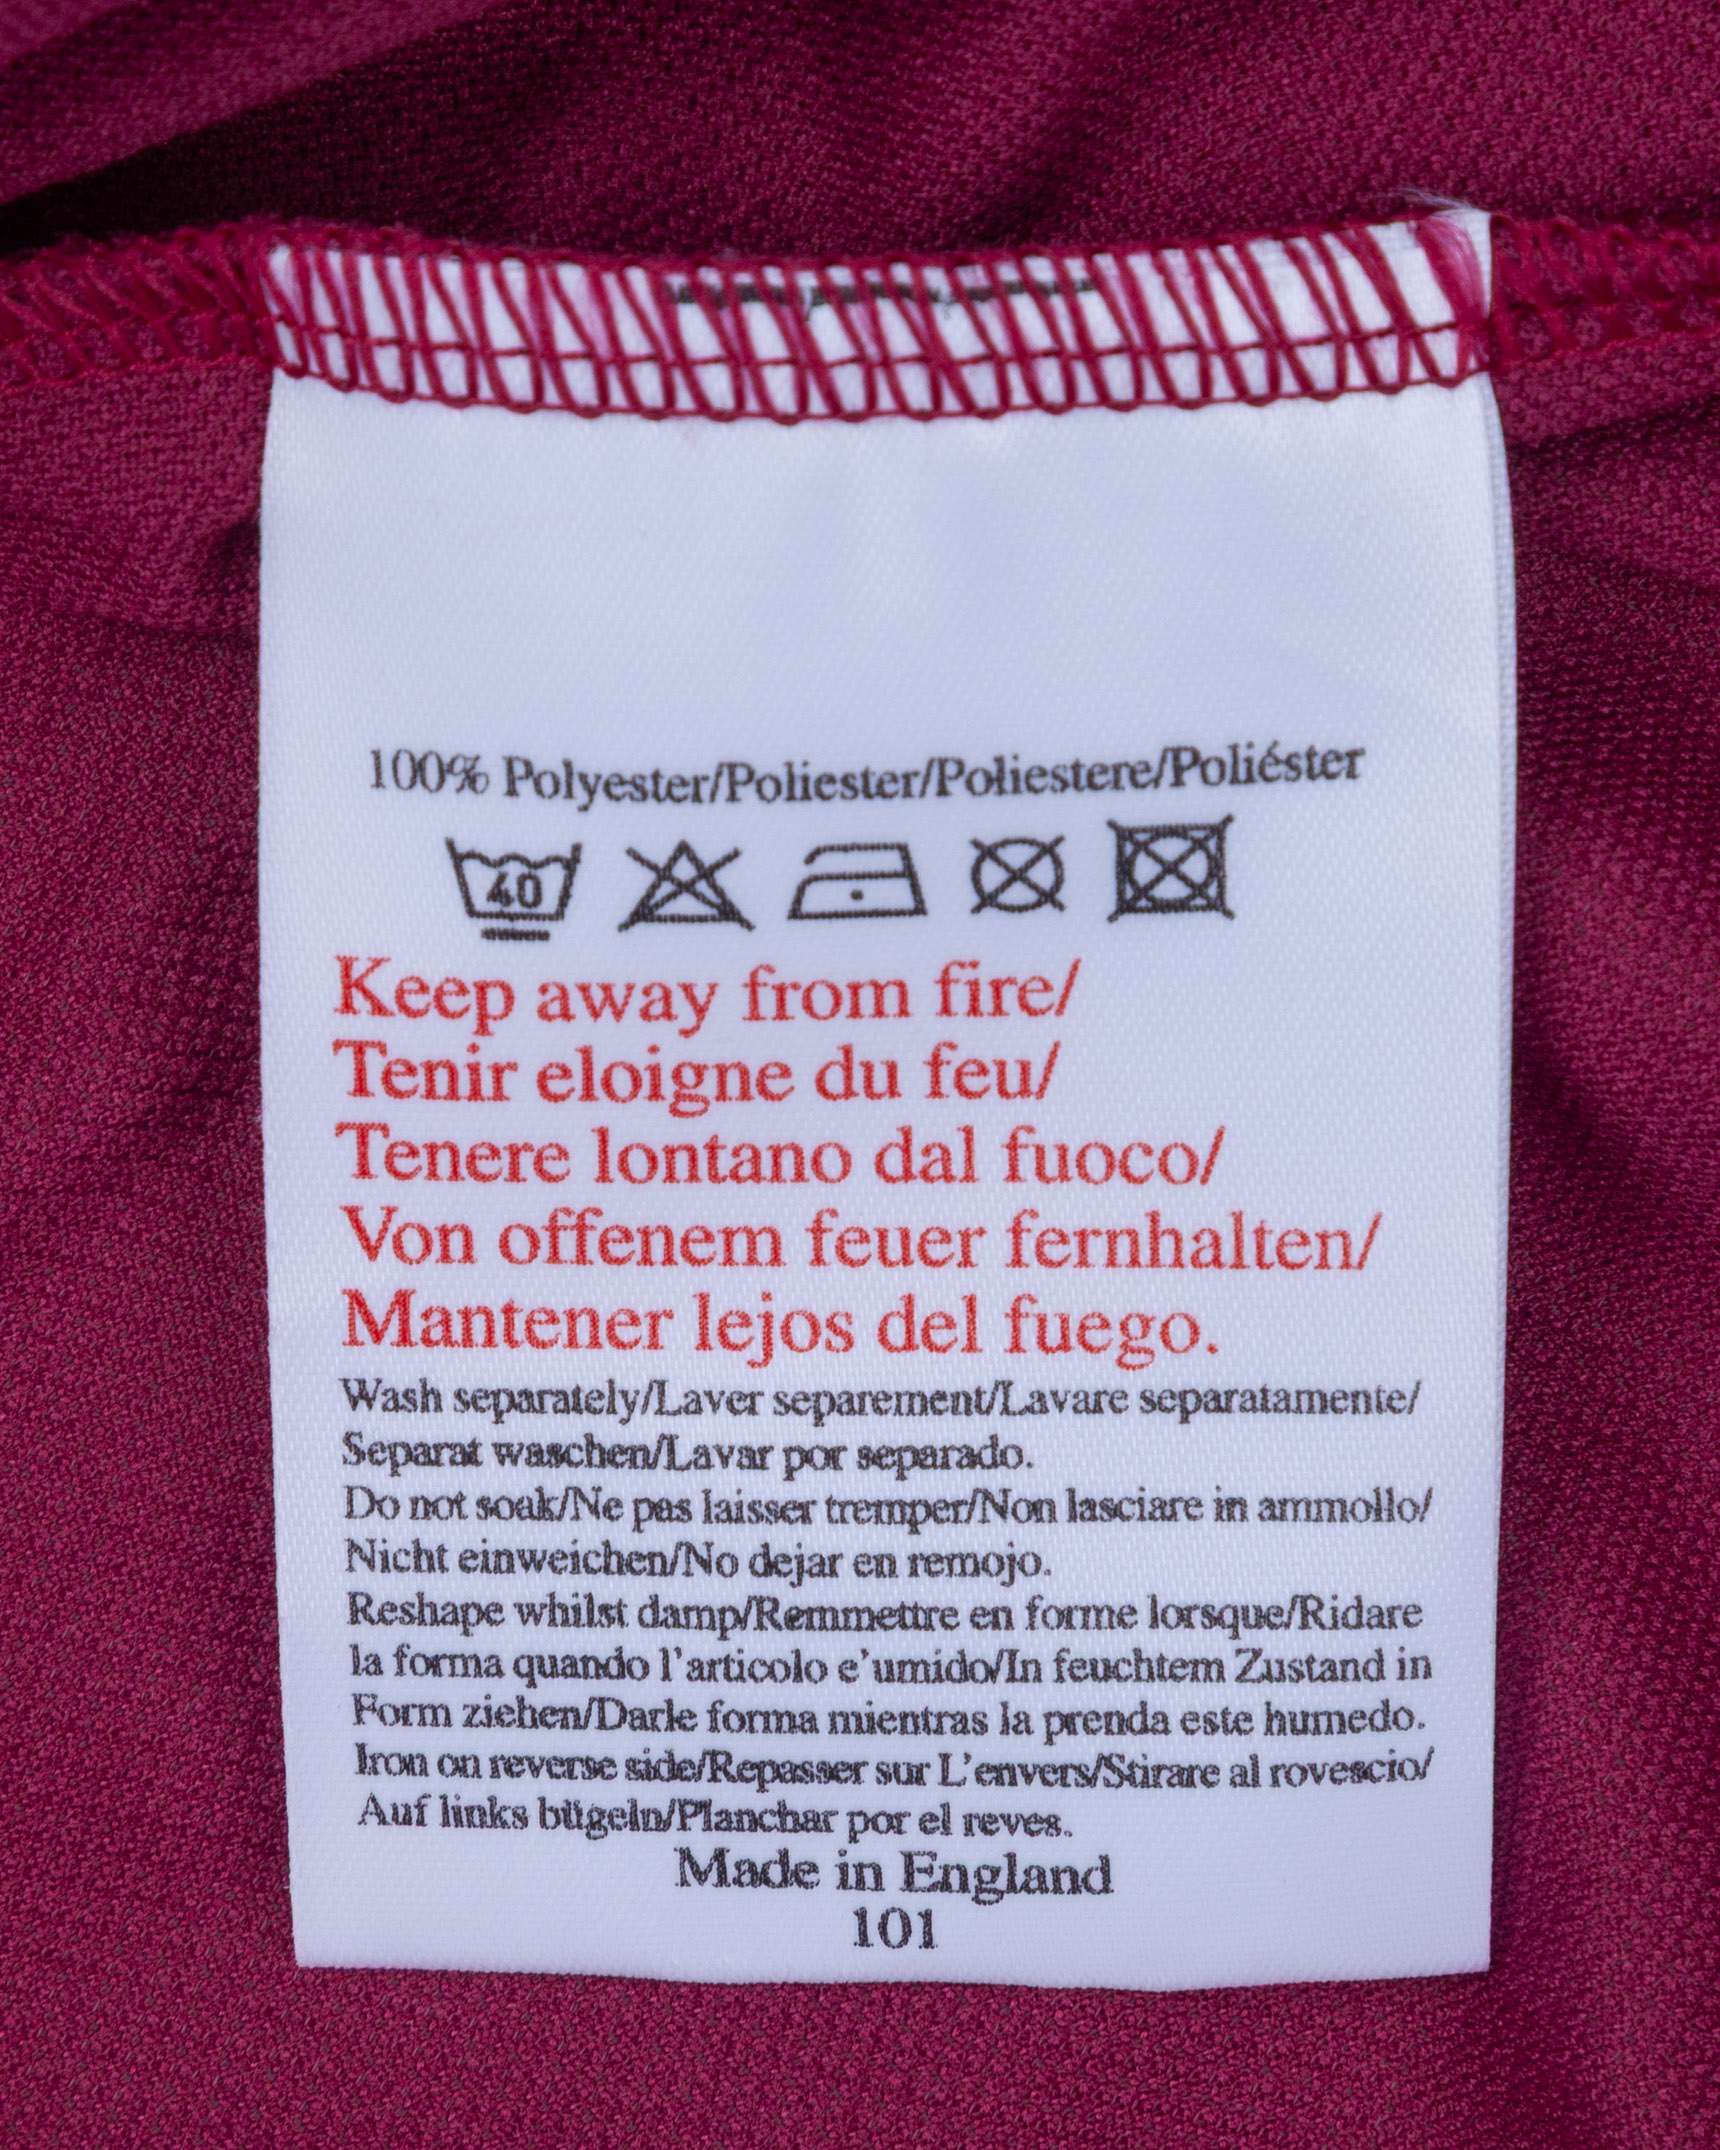 100% Polyester/Poliester/Poliestere/Poliéster
40
Keep away from fire/
Tenir eloigne du feu/
Tenere lontano dal fuoco/
Von offenem feuer fernhalten/
Mantener lejos del fuego.
Wash separately/Laver separement/Lavare separatamente/
Separat waschen/Lavar por separado.
Do not soak/Ne pas laisser tremper/Non lasciare in ammollo/
Nicht einweichen/No dejar en remojo.
Reshape whilst damp/Remmettre en forme lorsque/Ridare
la forma quando l'articolo e'umido/In feuchtem Zustand in
Form ziehen/Darle forma mientras la prenda este humedo.
Iron on reverse side/Repasser sur L'envers/Stirare al rovescio/
Auf links bügeln/Planchar por el reves.
Made in England
101